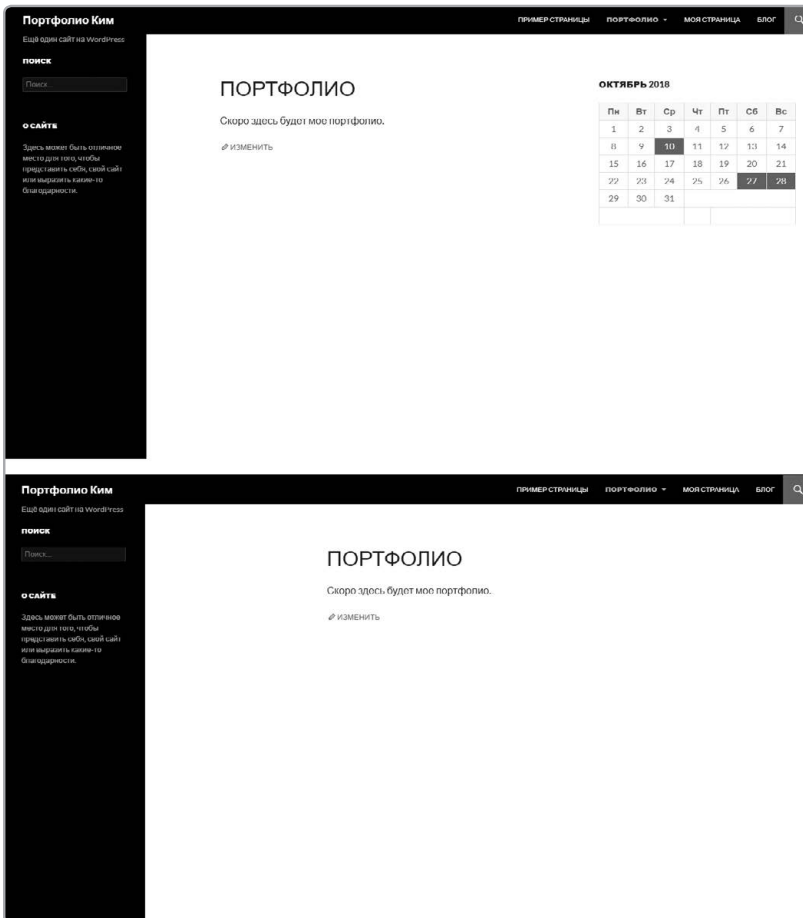 Портфолио Ким
ПРИМЕР СТРАНИЦЫ ПОРТФОЛИО МОЯ СТРАНИЦА БЛОГ
Ещё один сайт на WordPress
ПОИСК
Поиск...
О САЙТЕ
Здесь может быть отличное
место для того, чтобы
представить себя, свой сайт
или выразить какие-то
благодарности.
ПОРТФОЛИО
Скоро здесь будет мое портфолио.
ИЗМЕНИТЬ
ОКТЯБРЬ 2018
Пн Вт Ср Чт Пт Сб Вс
1 2 3 4 5 6 7
8 9 10 11 12 13 14
15 16 17 18 19 20 21
22 23 24 25 26 27 28
29 30 31
Портфолио Ким
ПРИМЕР СТРАНИЦЫ ПОРТФОЛИО МОЯ СТРАНИЦА БЛОГ
Ещё один сайт на WordPress
ПОИСК
Поиск...
О САЙТЕ
Здесь может быть отличное
место для того, чтобы
представить себя, свой сайт
или выразить какие-то
благодарности.
ПОРТФОЛИО
Скоро здесь будет мое портфолио.
ИЗМЕНИТЬ